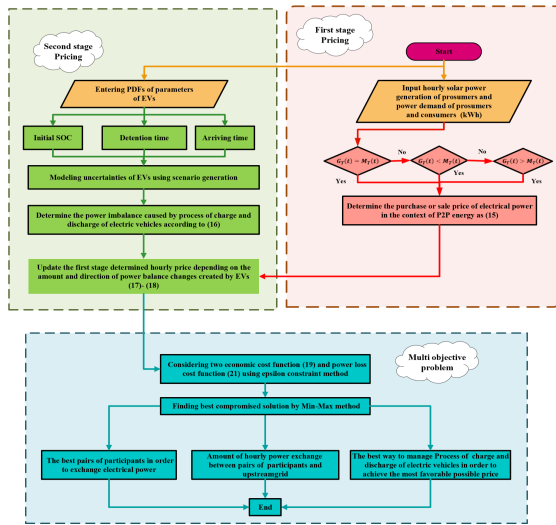 Second stage
Pricing
First stage
Pricing
Start
Entering PDFs of parameters
of EVs
Input hourly solar power
generation of prosumers and
power demand of prosumers
and consumers (kWh)
Initial SOC
Detention time
Arriving time
G_T(t) = M_T(t)
No
G_T(t) < M_T(t)
No
G_T(t) > M_T(t)
Yes
Yes
Yes
Modeling uncertainties of EVs using scenario generation
Determine the power imbalance caused by process of charge and
discharge of electric vehicles according to (16)
Determine the purchase or sale price of electrical power
in the context of P2P energy as (15)
Update the first stage determined hourly price depending on the
amount and direction of power balance changes created by EVs
(17)- (18)
Multi objective
problem
Considering two economic cost function (19) and power loss
cost function (21) using epsilon constraint method
Finding best compromised solution by Min-Max method
The best pairs of participants in order
to exchange electrical power
Amount of hourly power exchange
between pairs of participants and
upstreamgrid
The best way to manage Process of charge and
discharge of electric vehicles in order to
achieve the most favorable possible price
End